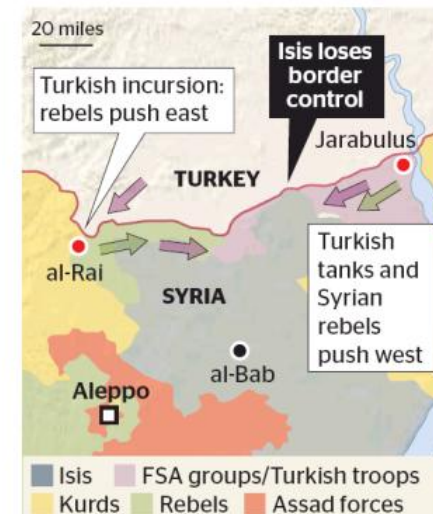 20 miles
Turkish incursion:
rebels push east
Isis loses
border
control
Jarabulus
TURKEY
al-Rai
SYRIA
Turkish
tanks and
Syrian
rebels
push west
al-Bab
Aleppo
Isis FSA groups/Turkish troops
Kurds Rebels Assad forces